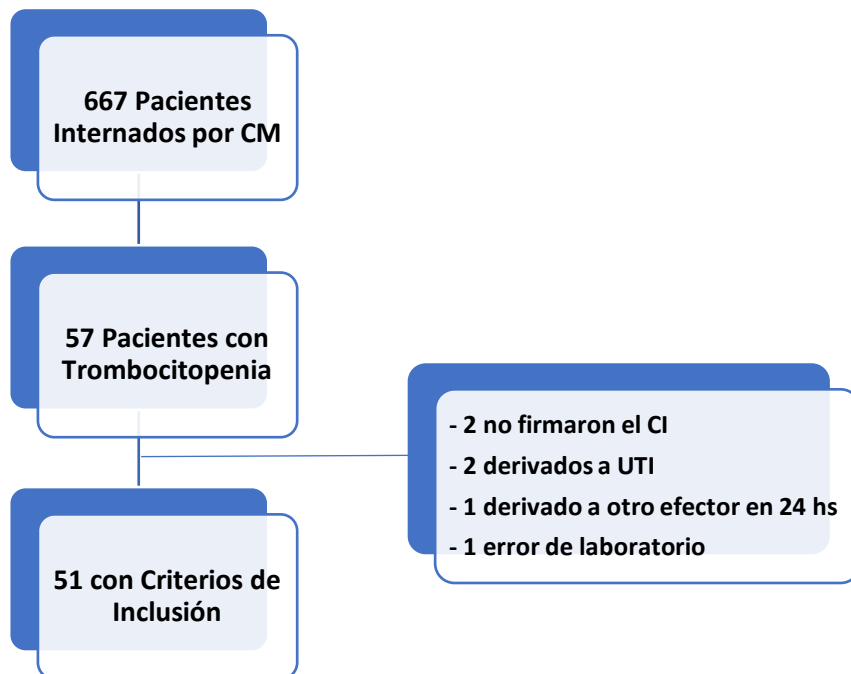 667 Pacientes
Internados por CM
57 Pacientes con
Trombocitopenia
- 2 no firmaron el CI
- 2 derivados a UTI
- 1 derivado a otro efector en 24 hs
- 1 error de laboratorio
51 con Criterios de
Inclusión